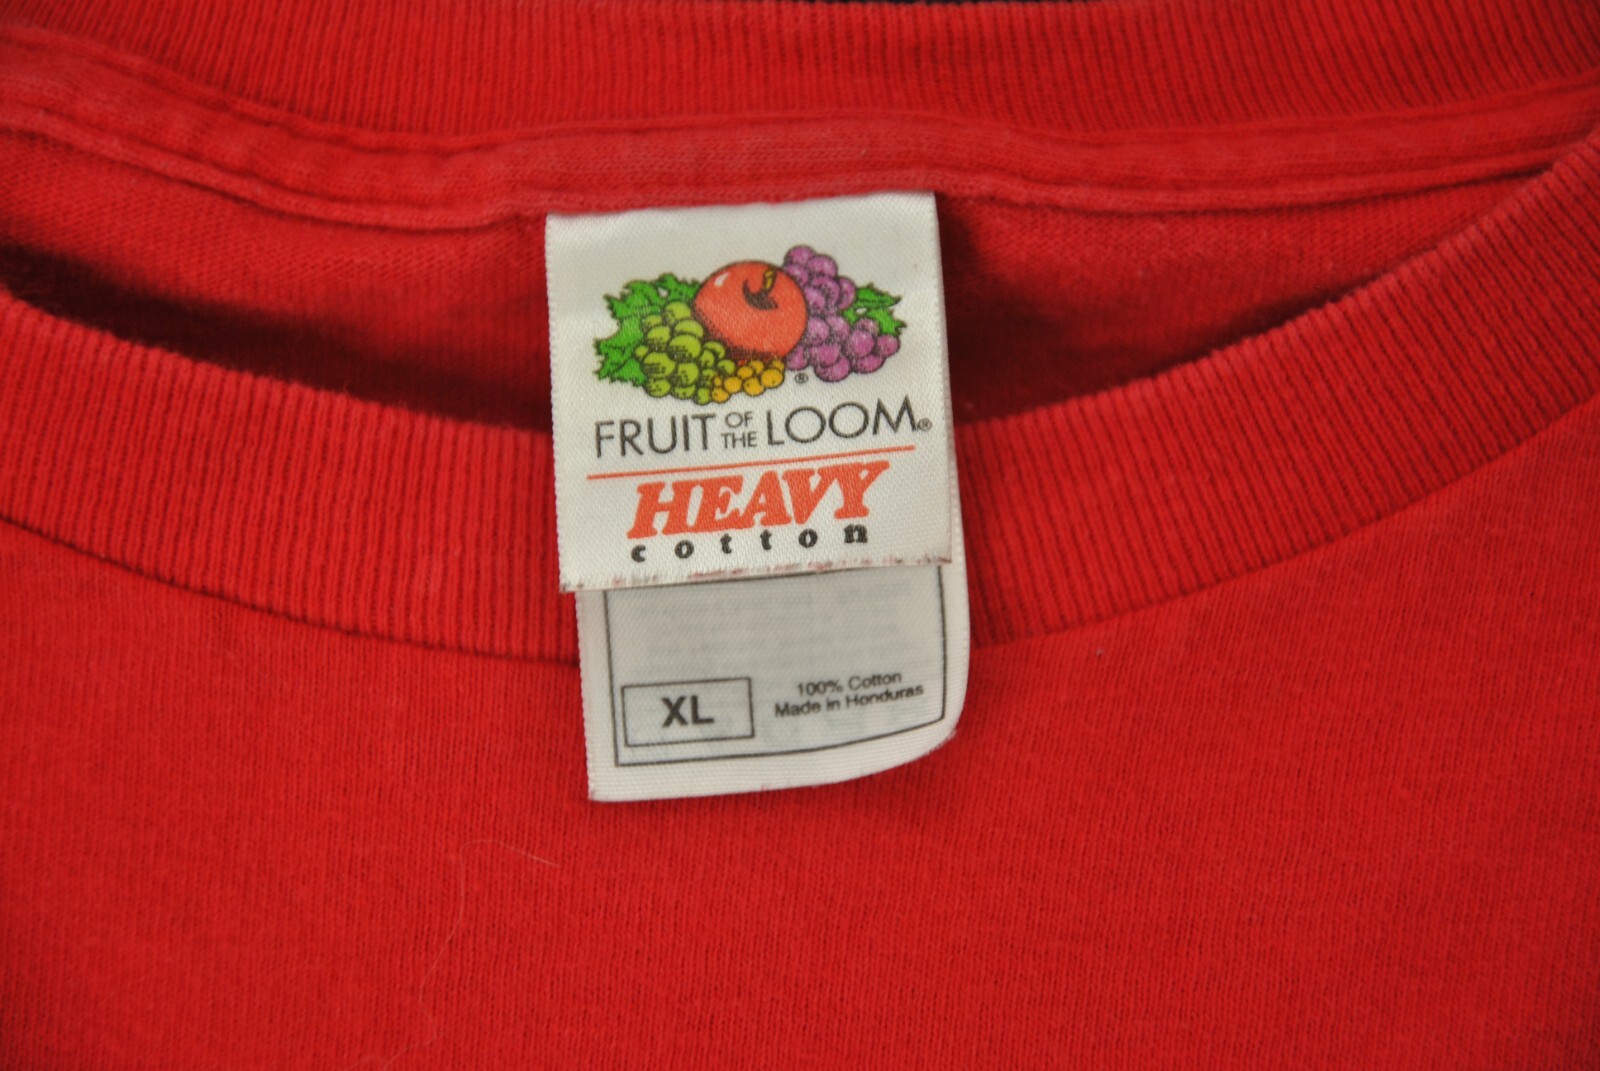 ®
FRUIT OF THE LOOM®
HEAVY
cotton
XL
100% Cotton
Made in Honduras